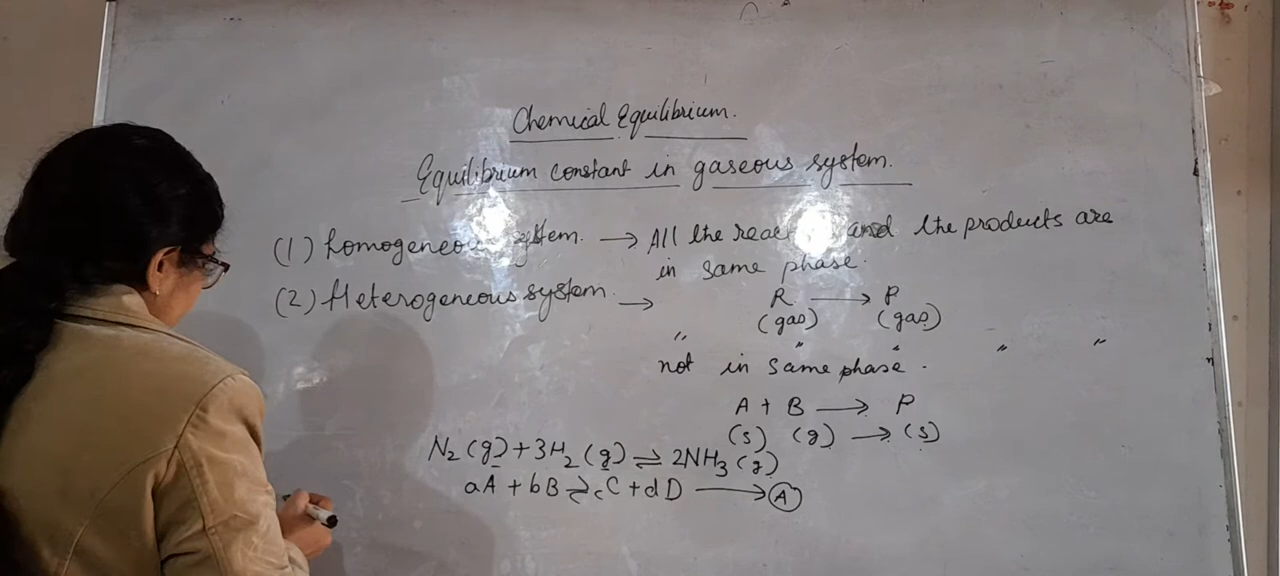 Chemical Equilibrium.
Equilibrium constant in gaseous system.
(1) homogeneous system. → All the and the products are
in same phase.
R → P
(gas) (gas)
(2) Heterogeneous system. →
" " " " "
not in same phase.
A + B → P
(s) (g) → (s)
N₂(g) + 3H₂(g) ⇌ 2NH₃(g)
aA + bB ⇌ cC + dD → (A)